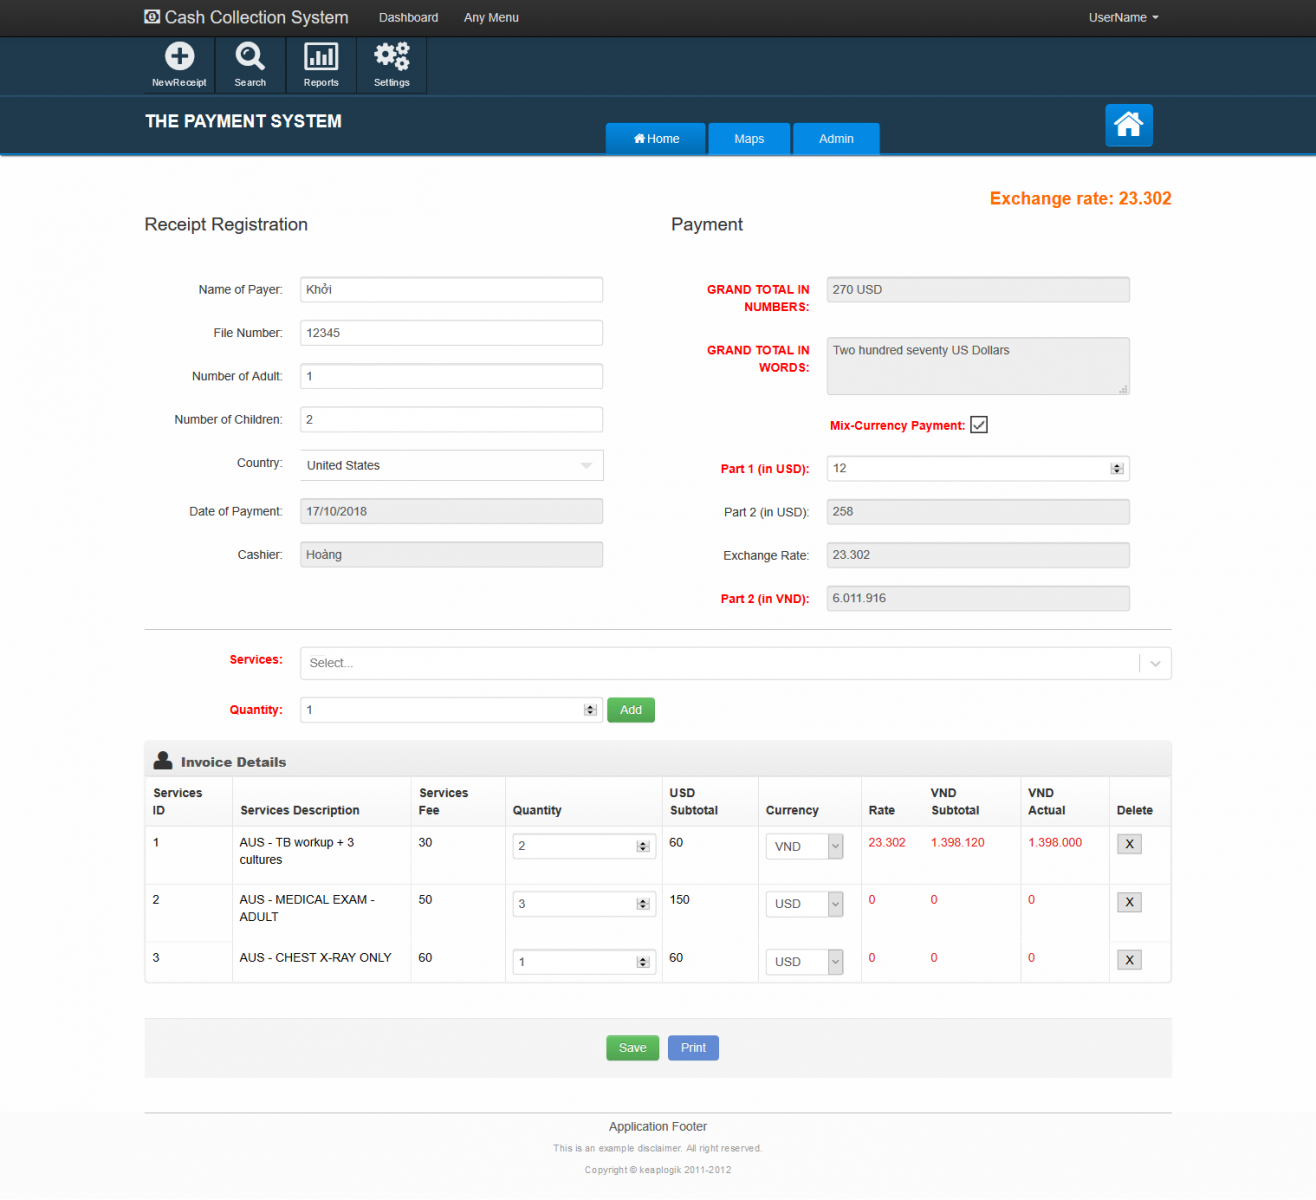 Cash Collection System Dashboard Any Menu UserName
NewReceipt Search Reports Settings
THE PAYMENT SYSTEM
Home Maps Admin
Exchange rate: 23.302
Receipt Registration
Name of Payer: Khởi
File Number: 12345
Number of Adult: 1
Number of Children: 2
Country: United States
Date of Payment: 17/10/2018
Cashier: Hoàng
Payment
GRAND TOTAL IN
NUMBERS:
270 USD
GRAND TOTAL IN
WORDS:
Two hundred seventy US Dollars
Mix-Currency Payment:
Part 1 (in USD): 12
Part 2 (in USD): 258
Exchange Rate: 23.302
Part 2 (in VND): 6.011.916
Services: Select...
Quantity: 1 Add
Invoice Details
Services ID Services Description Services Fee Quantity USD Subtotal Currency Rate VND Subtotal VND Actual Delete
1 AUS - TB workup + 3 cultures 30 2 60 VND 23.302 1.398.120 1.398.000 X
2 AUS - MEDICAL EXAM - ADULT 50 3 150 USD 0 0 0 X
3 AUS - CHEST X-RAY ONLY 60 1 60 USD 0 0 0 X
Save Print
Application Footer
This is an example disclaimer. All right reserved.
Copyright © keaplogik 2011-2012